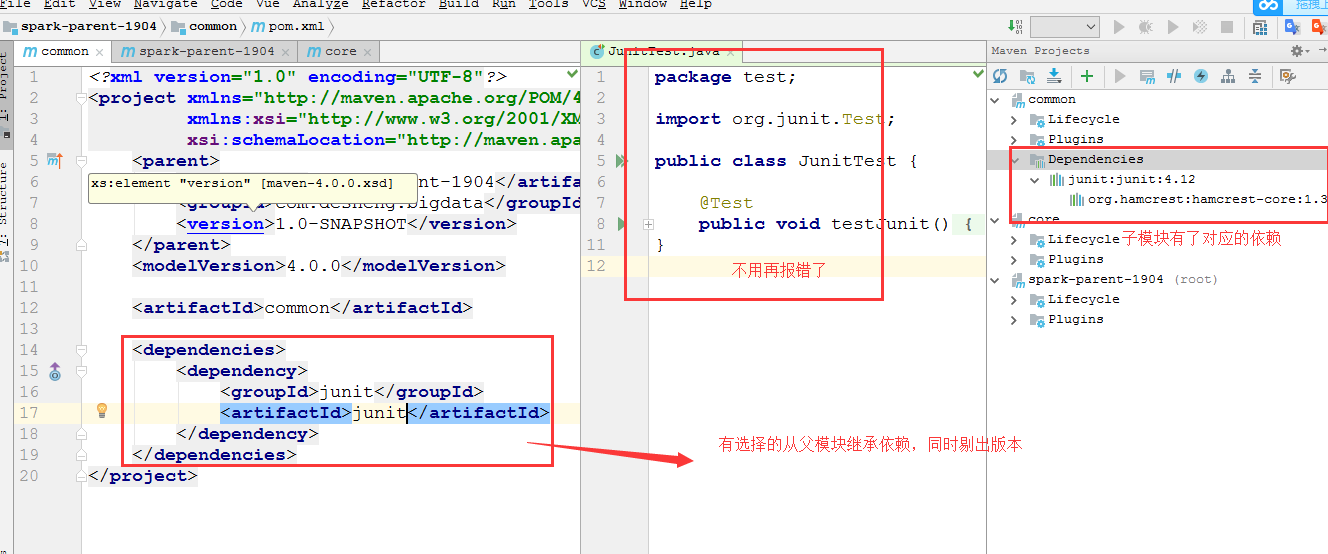 File Edit View Navigate Code Vue Analyze Refactor Build Run Tools VCS Window Help
拖拽上
spark-parent-1904 common pom.xml
common spark-parent-1904 core
1 <?xml version="1.0" encoding="UTF-8"?>
2 <project xmlns="http://maven.apache.org/POM/4
3 xmlns:xsi="http://www.w3.org/2001/XM
4 xsi:schemaLocation="http://maven.apa
5 <parent>
xs:element "version" [maven-4.0.0.xsd]
6 nt-1904</artifa
7 <groupId>com.desheng.bigdata</groupId
8 <version>1.0-SNAPSHOT</version>
9 </parent>
10 <modelVersion>4.0.0</modelVersion>
11
12 <artifactId>common</artifactId>
13
14 <dependencies>
15 <dependency>
16 <groupId>junit</groupId>
17 <artifactId>junit</artifactId>
18 </dependency>
19 </dependencies>
20 </project>
1: Project
7: Structure
JunitTest.java
1 package test;
2
3 import org.junit.Test;
4
5 public class JunitTest {
6
7 @Test
8 public void testJunit() {
11 }
12
不用再报错了
有选择的从父模块继承依赖，同时剔出版本
Maven Projects
common
Lifecycle
Plugins
Dependencies
junit:junit:4.12
org.hamcrest:hamcrest-core:1.3
core
Lifecycle
子模块有了对应的依赖
Plugins
spark-parent-1904 (root)
Lifecycle
Plugins